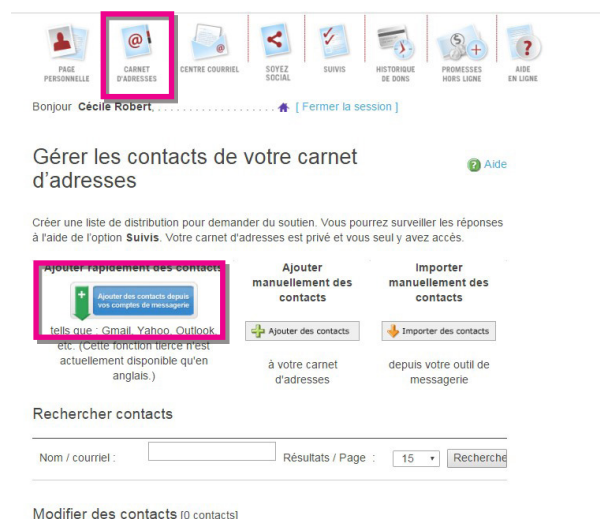 PAGE PERSONNELLE
CARNET D'ADRESSES
CENTRE COURRIEL
SOYEZ SOCIAL
SUIVIS
HISTORIQUE DE DONS
PROMESSES HORS LIGNE
AIDE EN LIGNE
Bonjour Cécile Robert, . . . . . . . . . . . . . . . . . . [ Fermer la session ]
Gérer les contacts de votre carnet
d'adresses
Aide
Créer une liste de distribution pour demander du soutien. Vous pourrez surveiller les réponses
à l'aide de l'option Suivis. Votre carnet d'adresses est privé et vous seul y avez accès.
Ajouter rapidement des contacts
Ajouter des contacts depuis
vos comptes de messagerie
tells que : Gmail, Yahoo, Outlook,
etc. (Cette fonction tierce n'est
actuellement disponible qu'en
anglais.)
Ajouter
manuellement des
contacts
Ajouter des contacts
à votre carnet
d'adresses
Importer
manuellement des
contacts
Importer des contacts
depuis votre outil de
messagerie
Rechercher contacts
Nom / courriel :
Résultats / Page :
15
Recherche
Modifier des contacts [0 contacts]